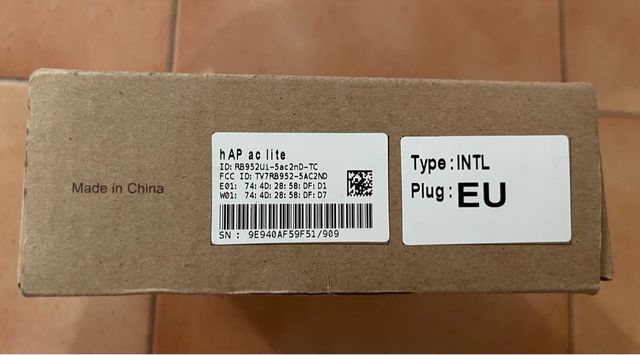 Made in China
hAP ac lite
ID: RB952Ui-5ac2nD-TC
FCC ID: TV7RB952-5AC2ND
E01: 74:4D:28:58:DF:D1
W01: 74:4D:28:58:DF:D7
SN : 9E940AF59F51/909
Type: INTL
Plug: EU